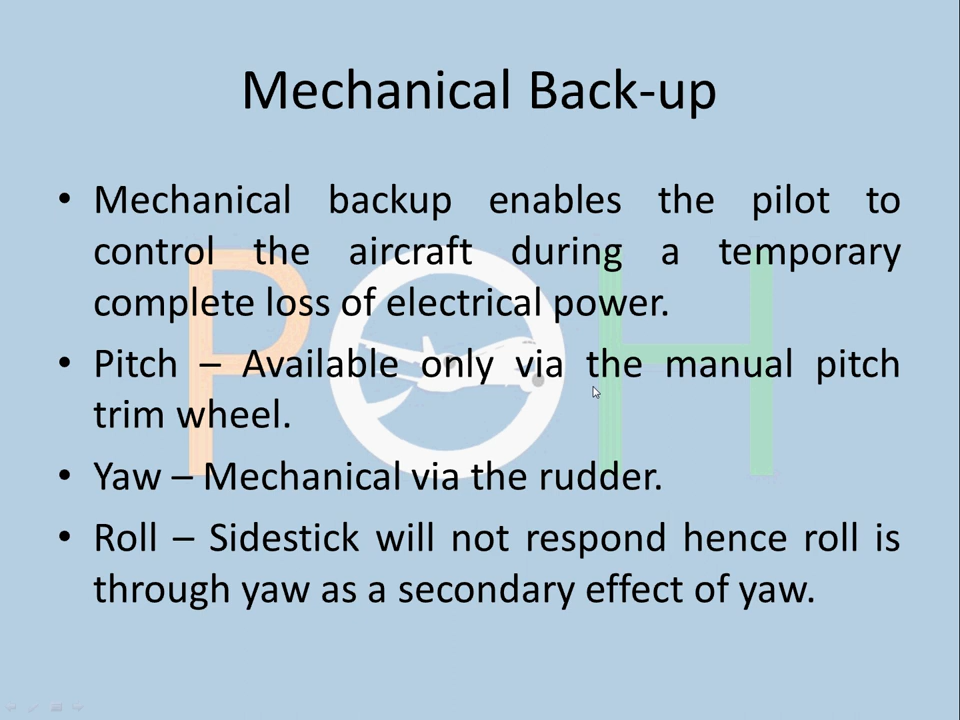 Mechanical Back-up
• Mechanical backup enables the pilot to
control the aircraft during a temporary
complete loss of electrical power.
• Pitch – Available only via the manual pitch
trim wheel.
• Yaw – Mechanical via the rudder.
• Roll – Sidestick will not respond hence roll is
through yaw as a secondary effect of yaw.
POH